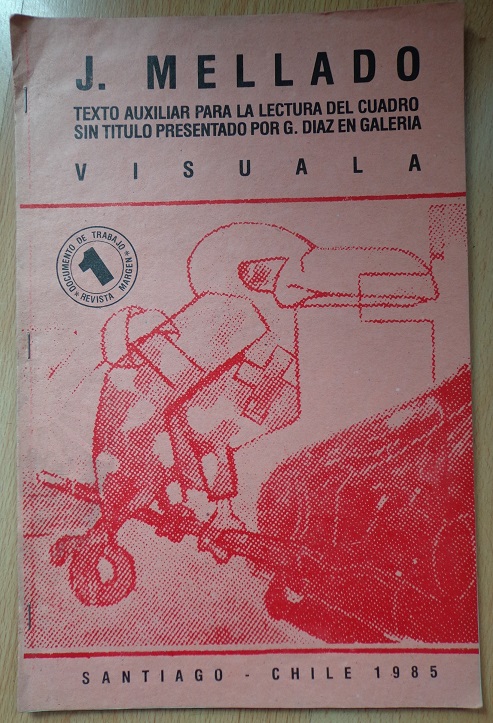 J. MELLADO
TEXTO AUXILIAR PARA LA LECTURA DEL CUADRO
SIN TITULO PRESENTADO POR G. DIAZ EN GALERIA
VISUALA
DOCUMENTO DE TRABAJO
1
REVISTA MARGEN
SANTIAGO - CHILE 1985